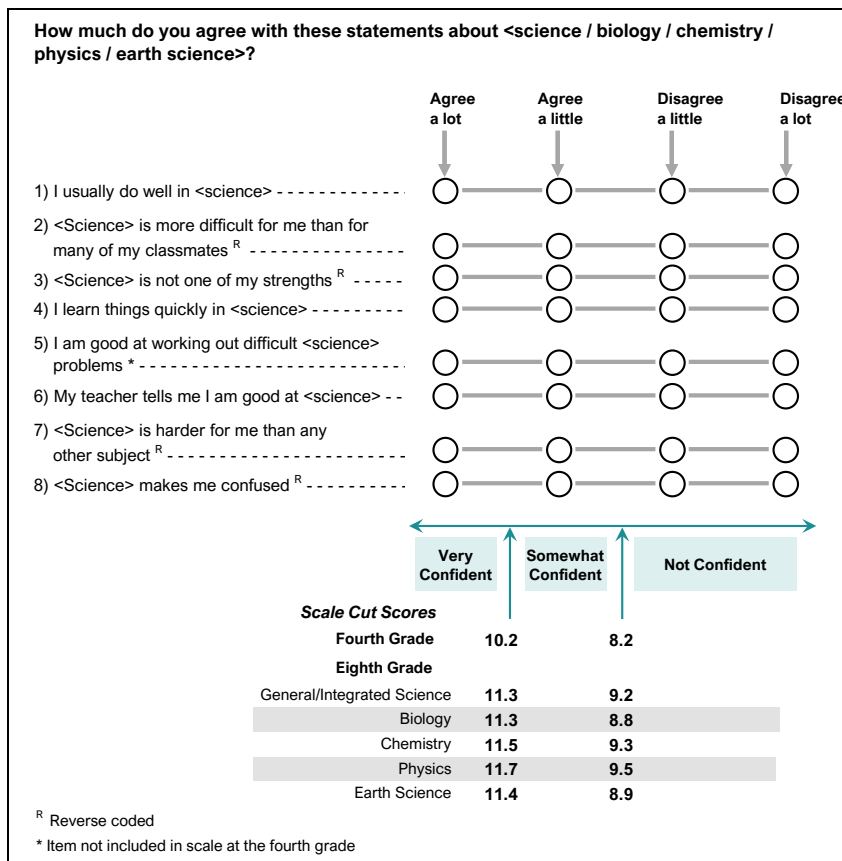 How much do you agree with these statements about <science / biology / chemistry /
physics / earth science>?
Agree
a lot
Agree
a little
Disagree
a little
Disagree
a lot
1) I usually do well in <science> - - - - - - - - - - - - - - -
2) <Science> is more difficult for me than for
many of my classmates R - - - - - - - - - - - - - - -
3) <Science> is not one of my strengths R - - - - -
4) I learn things quickly in <science> - - - - - - - - - - -
5) I am good at working out difficult <science>
problems * - - - - - - - - - - - - - - - - - - - - - - - - - -
6) My teacher tells me I am good at <science> - -
7) <Science> is harder for me than any
other subject R - - - - - - - - - - - - - - - - - - - - - - -
8) <Science> makes me confused R - - - - - - - - - -
Very
Confident
Somewhat
Confident
Not Confident
Scale Cut Scores
Fourth Grade 10.2 8.2
Eighth Grade
General/Integrated Science 11.3 9.2
Biology 11.3 8.8
Chemistry 11.5 9.3
Physics 11.7 9.5
Earth Science 11.4 8.9
R Reverse coded
* Item not included in scale at the fourth grade